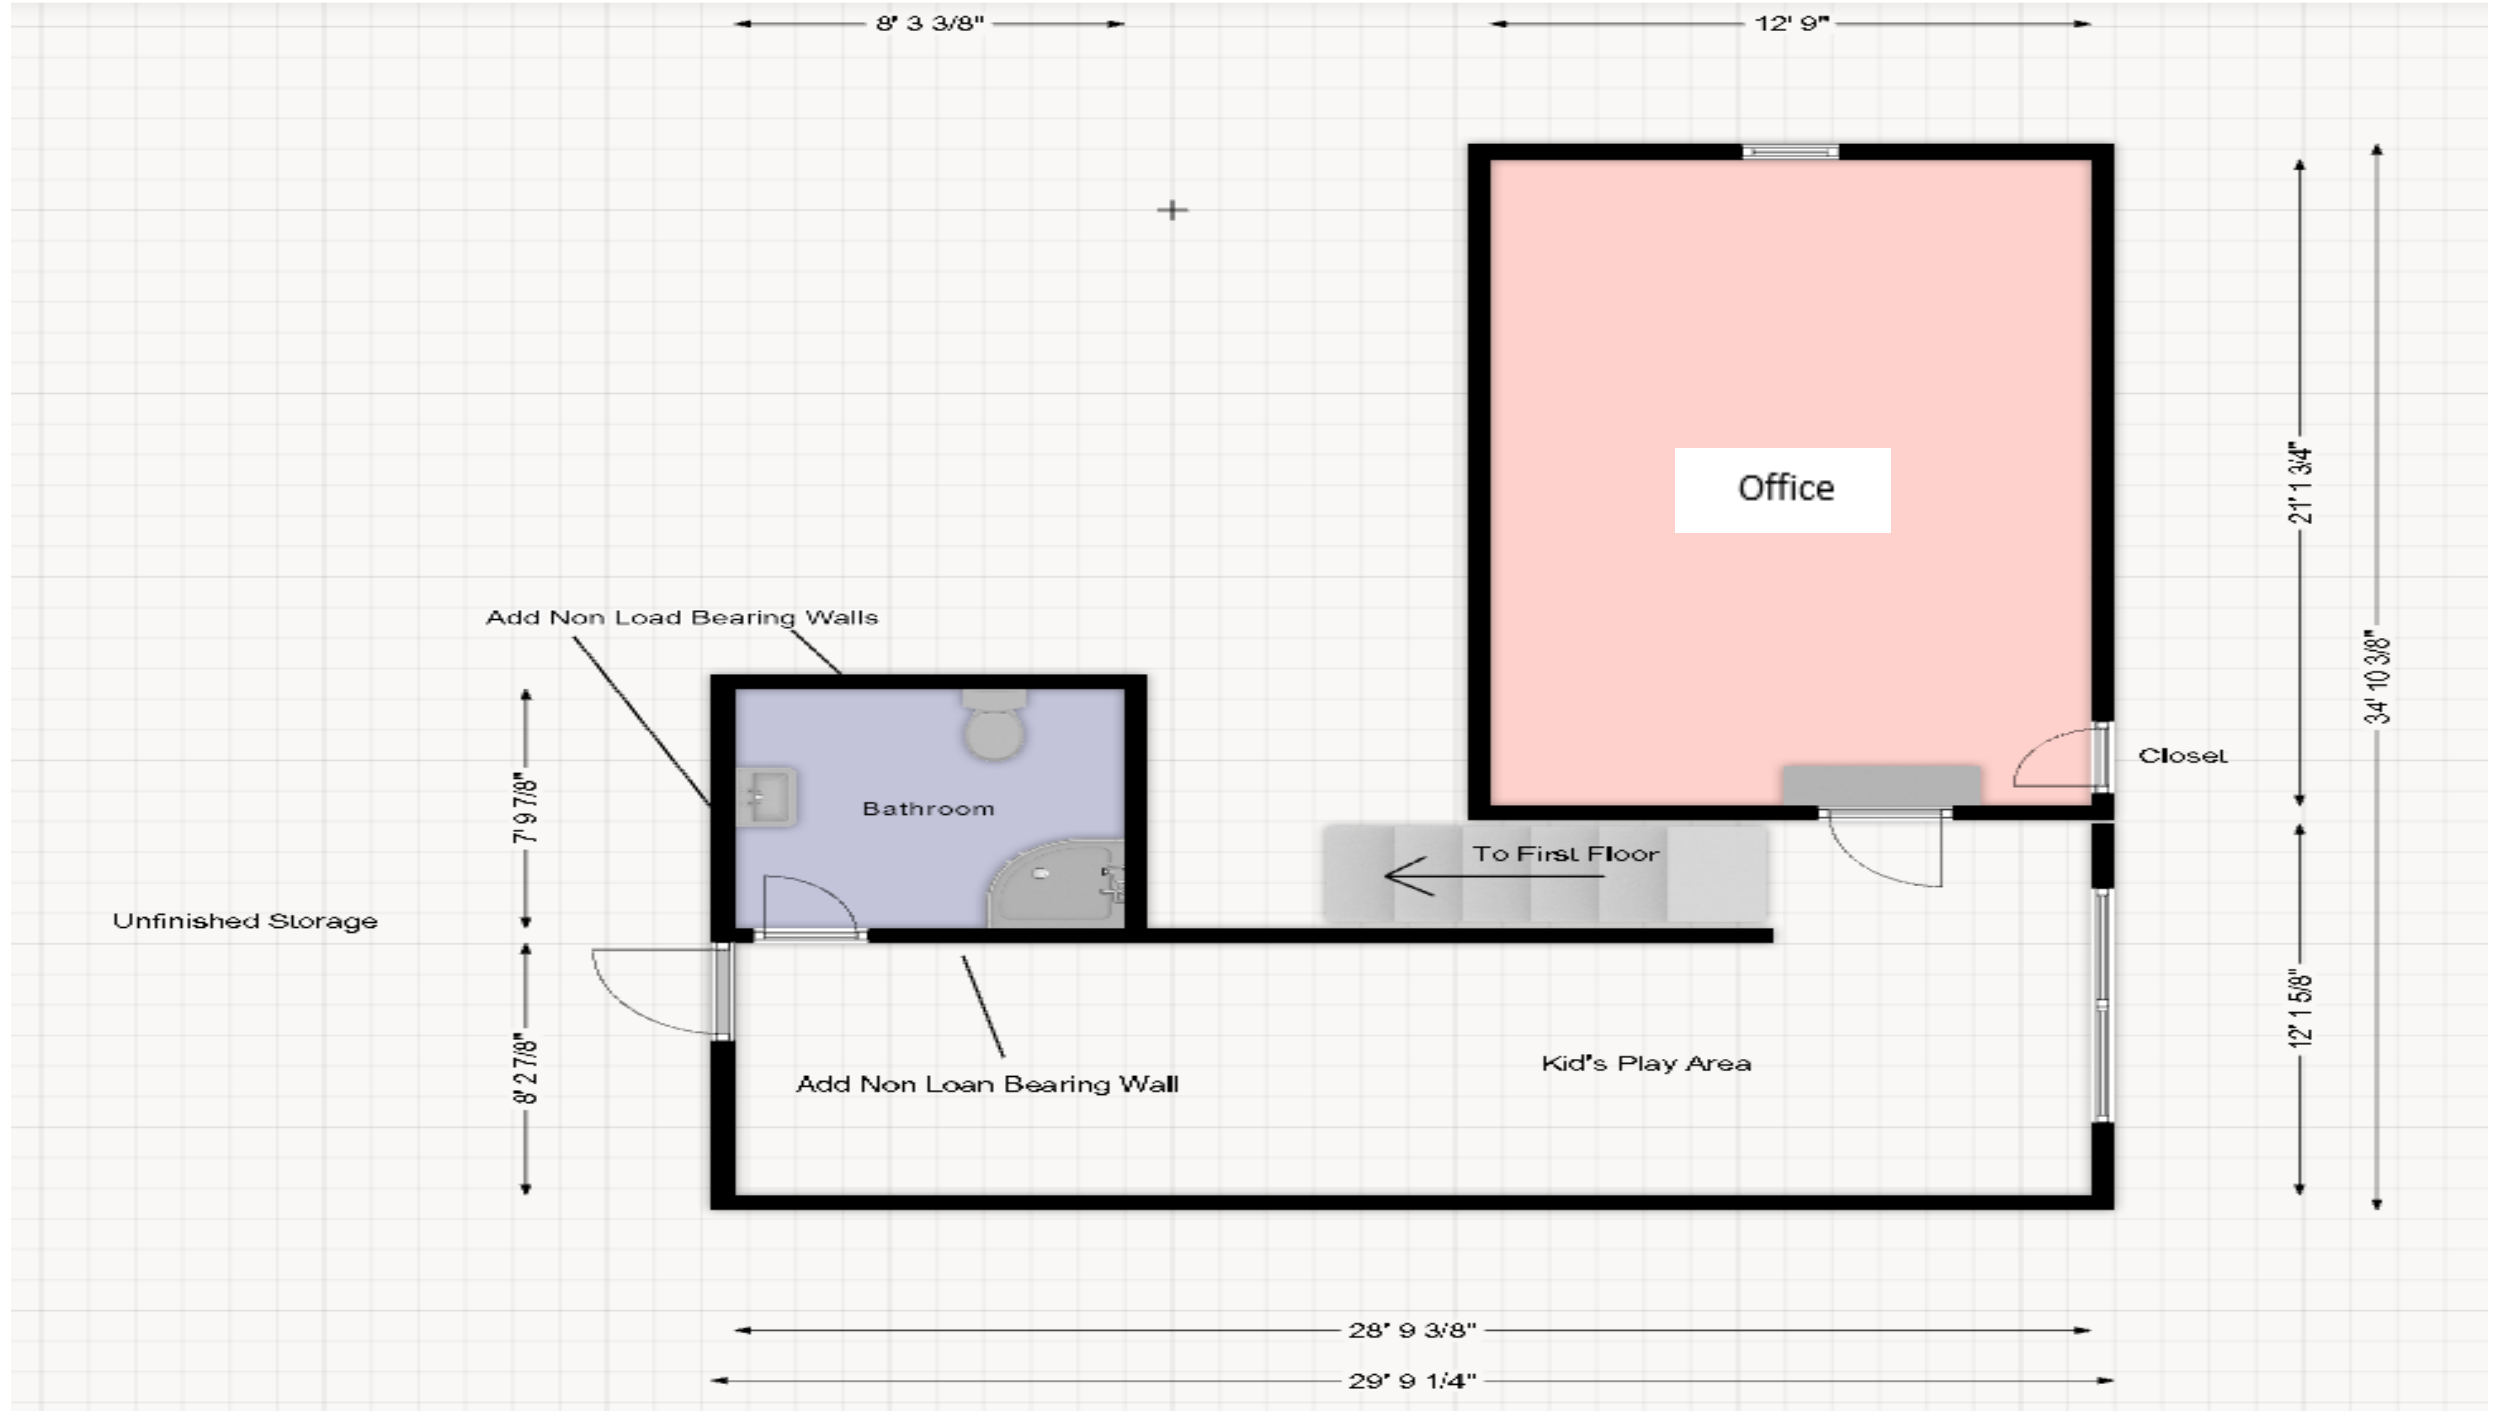 8' 3 3/8"
12' 9"
Office
21' 1 3/4"
34' 10 3/8"
Add Non Load Bearing Walls
Closet
7' 9 7/8"
Bathroom
To First Floor
Unfinished Storage
8' 2 7/8"
12' 1 5/8"
Kid's Play Area
Add Non Loan Bearing Wall
28' 9 3/8"
29' 9 1/4"